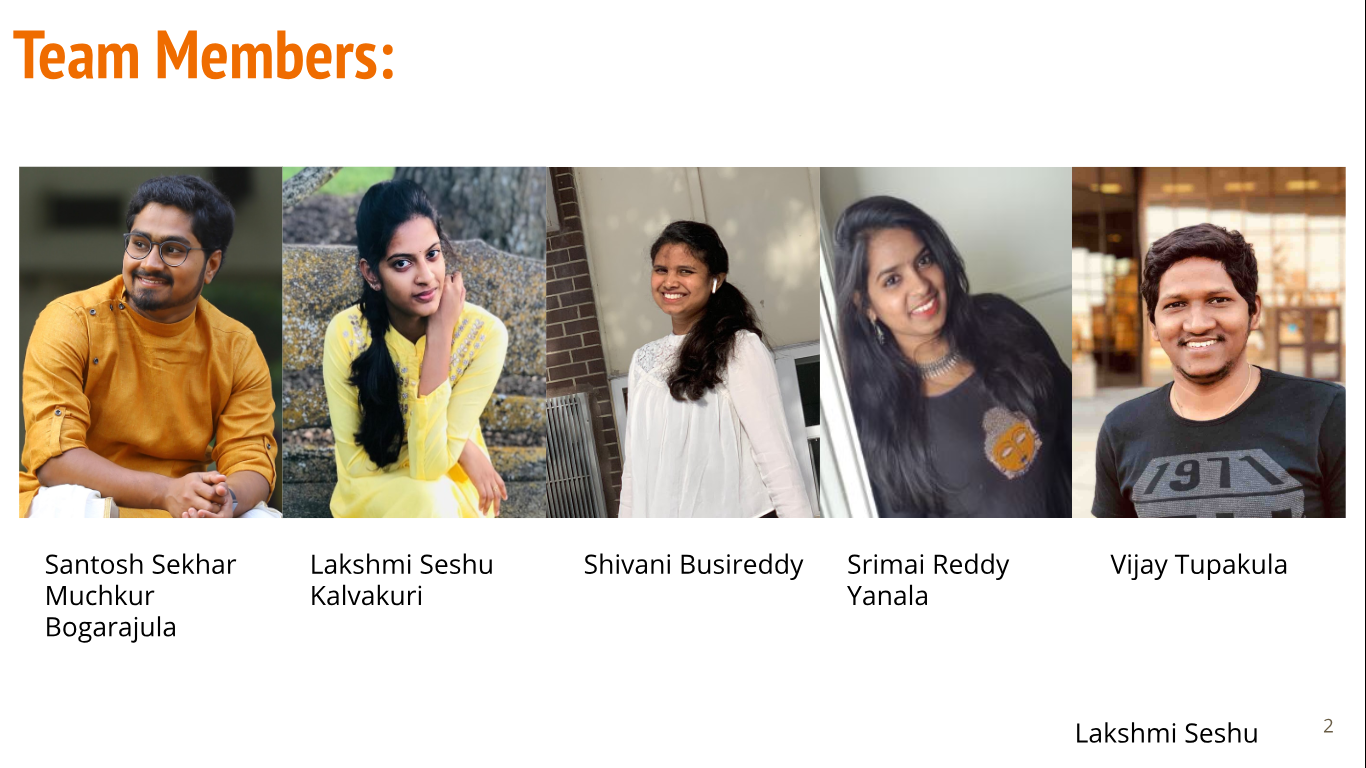 Team Members:
1971
Santosh Sekhar
Muchkur
Bogarajula
Lakshmi Seshu
Kalvakuri
Shivani Busireddy
Srimai Reddy
Yanala
Vijay Tupakula
Lakshmi Seshu
2